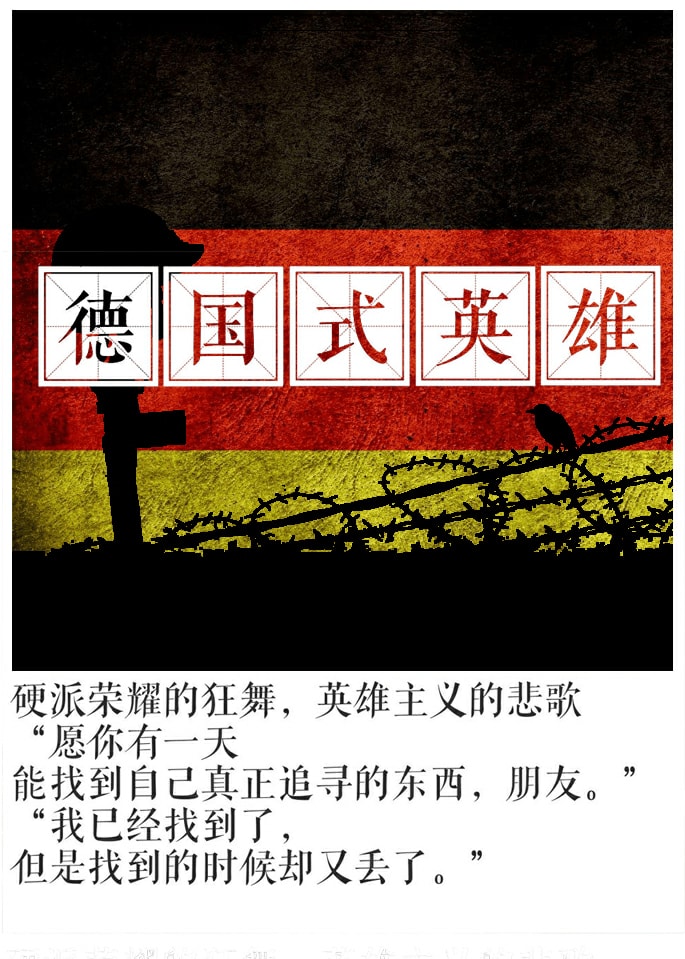 德国式英雄
硬派荣耀的狂舞，英雄主义的悲歌
“愿你有一天
能找到自己真正追寻的东西，朋友。”
“我已经找到了，
但是找到的时候却又丢了。”